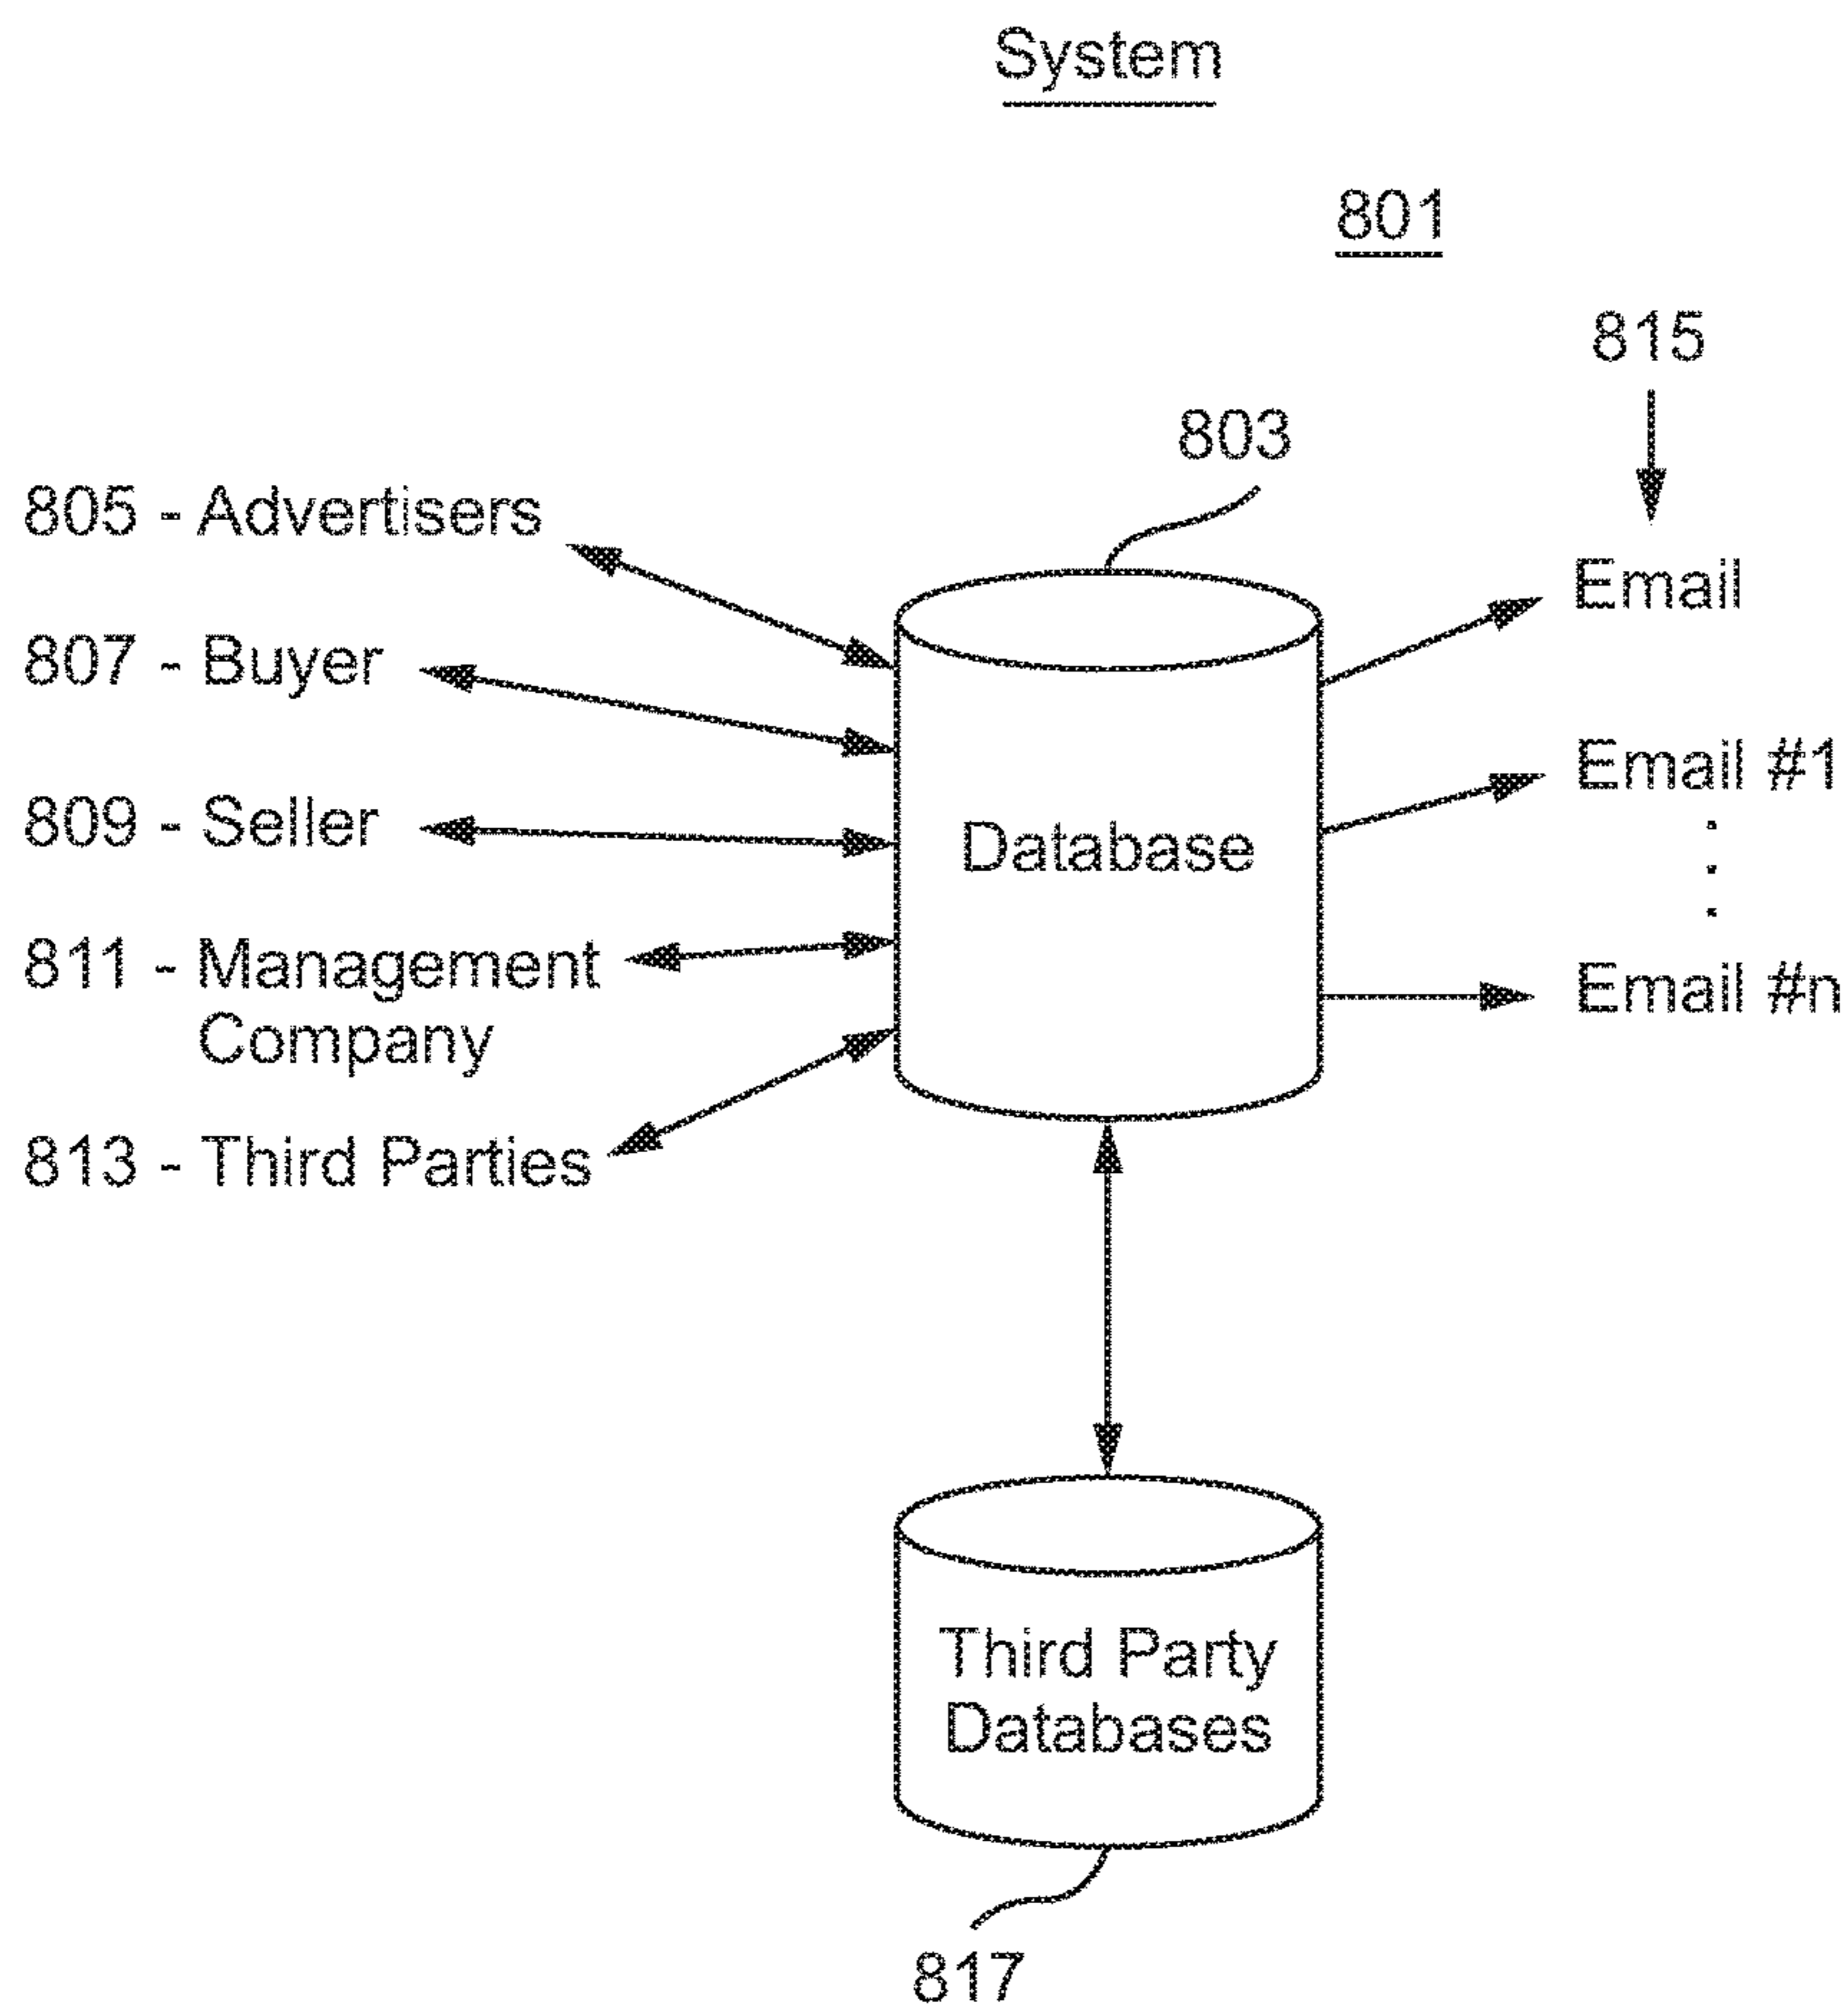 System
801
815
803
805 - Advertisers
Email
807 - Buyer
Email #1
809 - Seller
Database
811 - Management
Company
Email #n
813 - Third Parties
Third Party
Databases
817